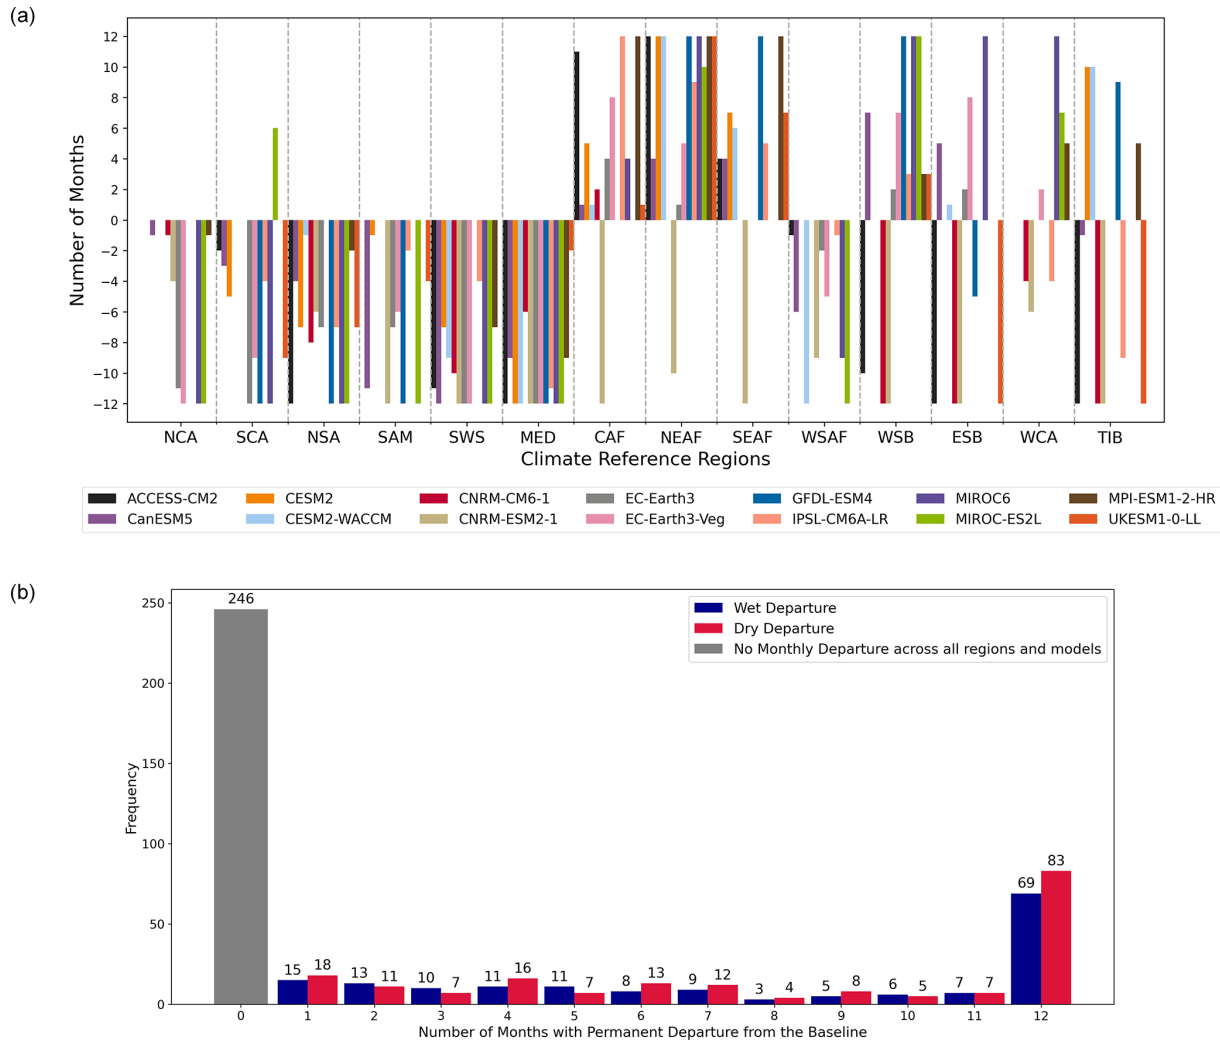 (a)
12
10
8
6
4
2
0
−2
−4
−6
−8
−10
−12
Number of Months
NCA SCA NSA SAM SWS MED CAF NEAF SEAF WSAF WSB ESB WCA TIB
Climate Reference Regions
ACCESS-CM2 CESM2 CNRM-CM6-1 EC-Earth3 GFDL-ESM4 MIROC6 MPI-ESM1-2-HR
CanESM5 CESM2-WACCM CNRM-ESM2-1 EC-Earth3-Veg IPSL-CM6A-LR MIROC-ES2L UKESM1-0-LL
(b)
250
200
150
100
50
0
Frequency
Wet Departure
Dry Departure
No Monthly Departure across all regions and models
246
15 18 13 11 10 7 11 16 11 7 8 13 9 12 3 4 5 8 6 5 7 7 69 83
0 1 2 3 4 5 6 7 8 9 10 11 12
Number of Months with Permanent Departure from the Baseline